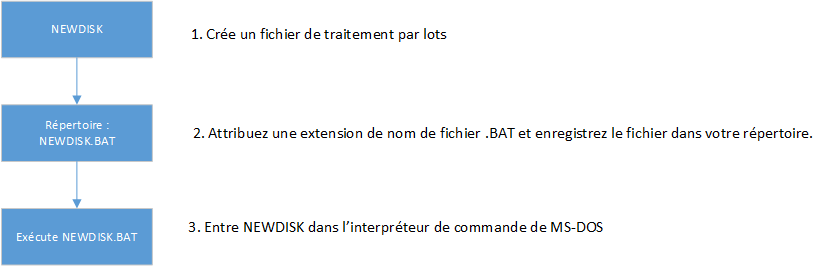 NEWDISK
1. Crée un fichier de traitement par lots
Répertoire :
NEWDISK.BAT
2. Attribuez une extension de nom de fichier .BAT et enregistrez le fichier dans votre répertoire.
Exécute NEWDISK.BAT
3. Entre NEWDISK dans l’interpréteur de commande de MS-DOS